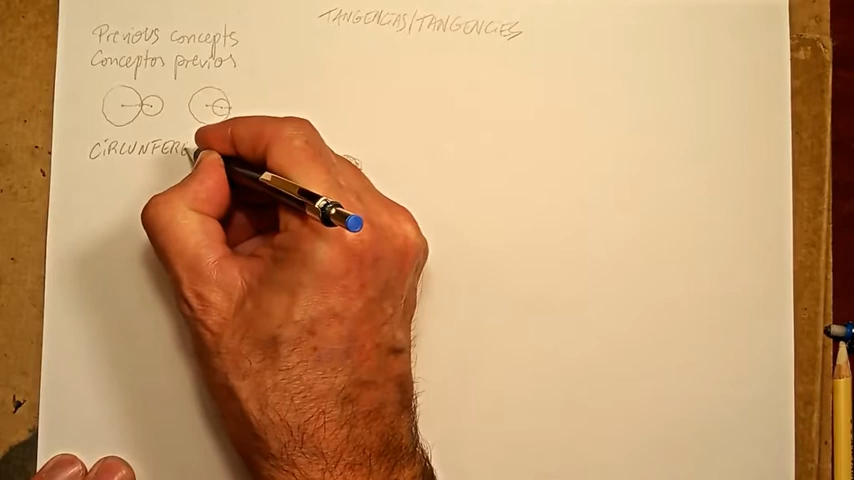 TANGENCIAS/TANGENCIES
Previous concepts
Conceptos previos
CIRCUNFERE